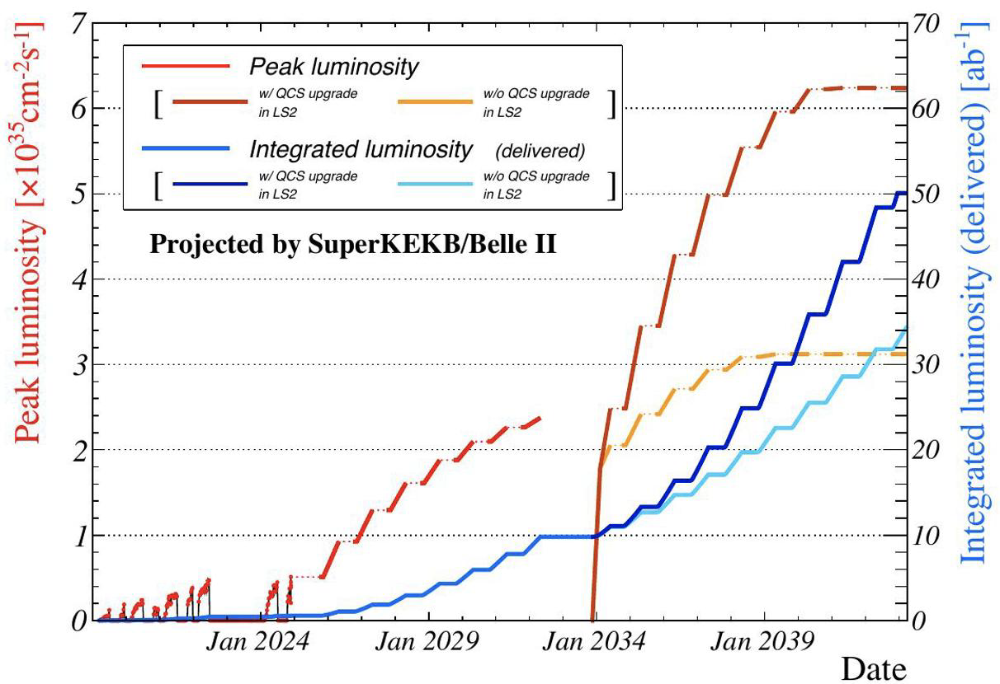 Peak luminosity [×10³⁵cm⁻²s⁻¹]
7
6
5
4
3
2
1
0
Peak luminosity
[ w/ QCS upgrade in LS2 w/o QCS upgrade in LS2 ]
Integrated luminosity (delivered)
[ w/ QCS upgrade in LS2 w/o QCS upgrade in LS2 ]
Projected by SuperKEKB/Belle II
70
60
50
40
30
20
10
0
Integrated luminosity (delivered) [ab⁻¹]
Jan 2024 Jan 2029 Jan 2034 Jan 2039
Date